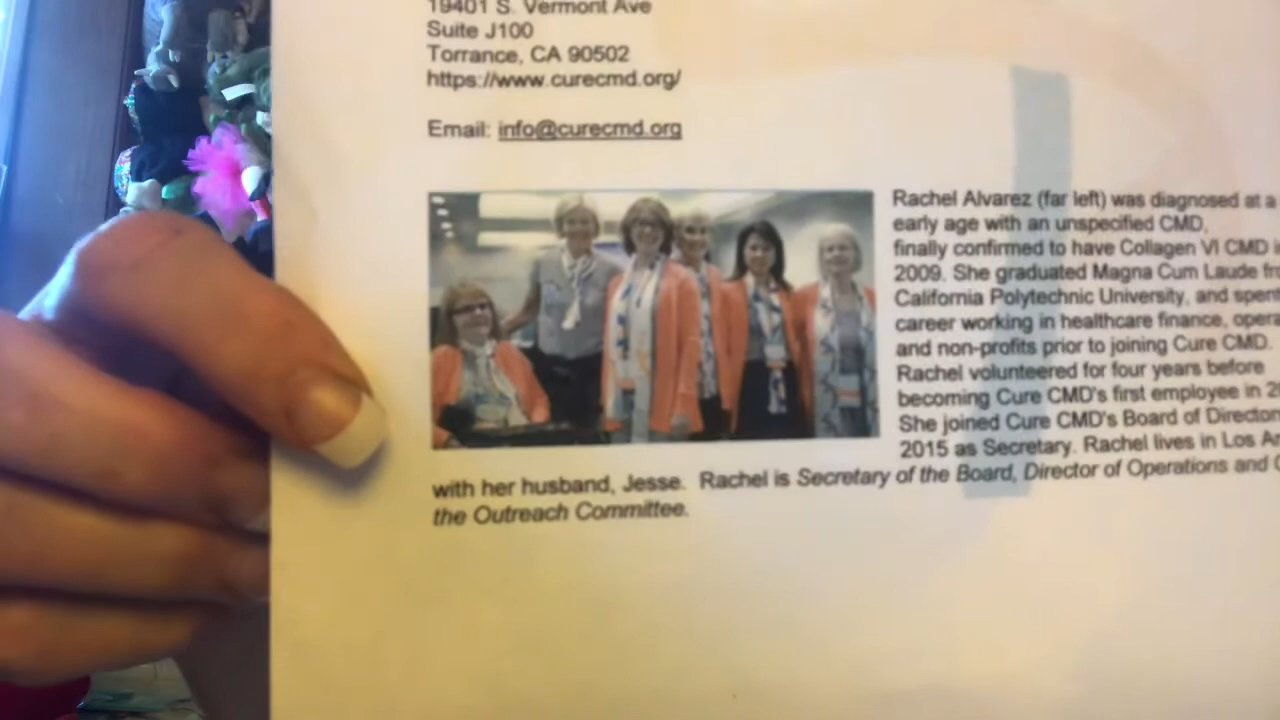 19401 S. Vermont Ave
Suite J100
Torrance, CA 90502
https://www.curecmd.org/
Email: info@curecmd.org
Rachel Alvarez (far left) was diagnosed at a
early age with an unspecified CMD,
finally confirmed to have Collagen VI CMD
2009. She graduated Magna Cum Laude
California Polytechnic University, and
career working in healthcare finance,
and non-profits prior to joining Cure CMD.
Rachel volunteered for four years before
becoming Cure CMD's first employee in
She joined Cure CMD's Board of
2015 as Secretary. Rachel lives in Los
with her husband, Jesse. Rachel is Secretary of the Board, Director of Operations and
the Outreach Committee.